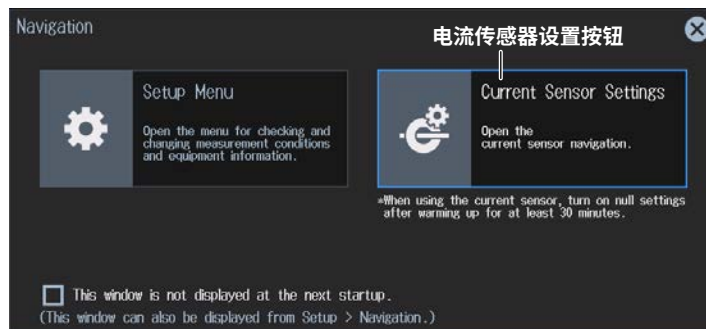 Navigation
电流传感器设置按钮
Setup Menu
Open the menu for checking and
changing measurement conditions
and equipment information.
Current Sensor Settings
Open the
current sensor navigation.
*When using the current sensor, turn on null settings
after warming up for at least 30 minutes.
This window is not displayed at the next startup.
(This window can also be displayed from Setup > Navigation.)